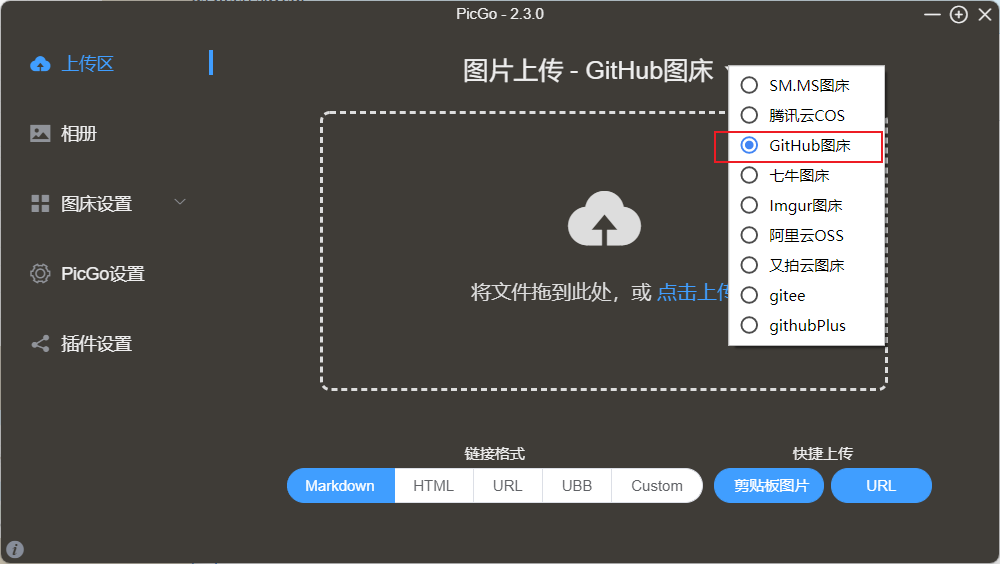 PicGo - 2.3.0
上传区
相册
图床设置
PicGo设置
插件设置
图片上传 - GitHub图床
SM.MS图床
腾讯云COS
GitHub图床
七牛图床
Imgur图床
阿里云OSS
又拍云图床
gitee
githubPlus
将文件拖到此处，或 点击上传
链接格式
Markdown HTML URL UBB Custom
快捷上传
剪贴板图片 URL